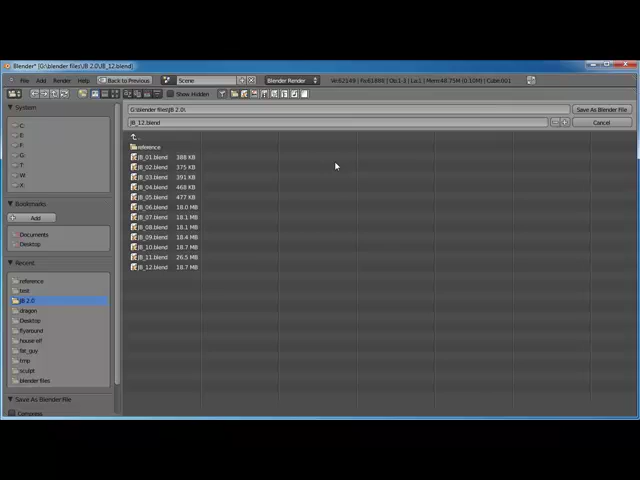 Blender* [G:\blender files\JB 2.0\JB_12.blend]
File Add Render Help Back to Previous Scene Blender Render
Show Hidden
System
G:\blender files\JB 2.0\ Save As Blender File
JB_12.blend Cancel
C:
E:
F:
G:
T:
W:
X:
..
reference
JB_01.blend 388 KB
JB_02.blend 375 KB
JB_03.blend 391 KB
JB_04.blend 468 KB
JB_05.blend 477 KB
JB_06.blend 18.0 MB
JB_07.blend 18.1 MB
JB_08.blend 18.1 MB
JB_09.blend 18.4 MB
JB_10.blend 18.7 MB
JB_11.blend 26.5 MB
JB_12.blend 18.7 MB
Bookmarks
Add
Documents
Desktop
Recent
reference
test
JB 2.0
dragon
Desktop
flyaround
house elf
fat_guy
tmp
sculpt
blender files
Save As Blender File
Compress